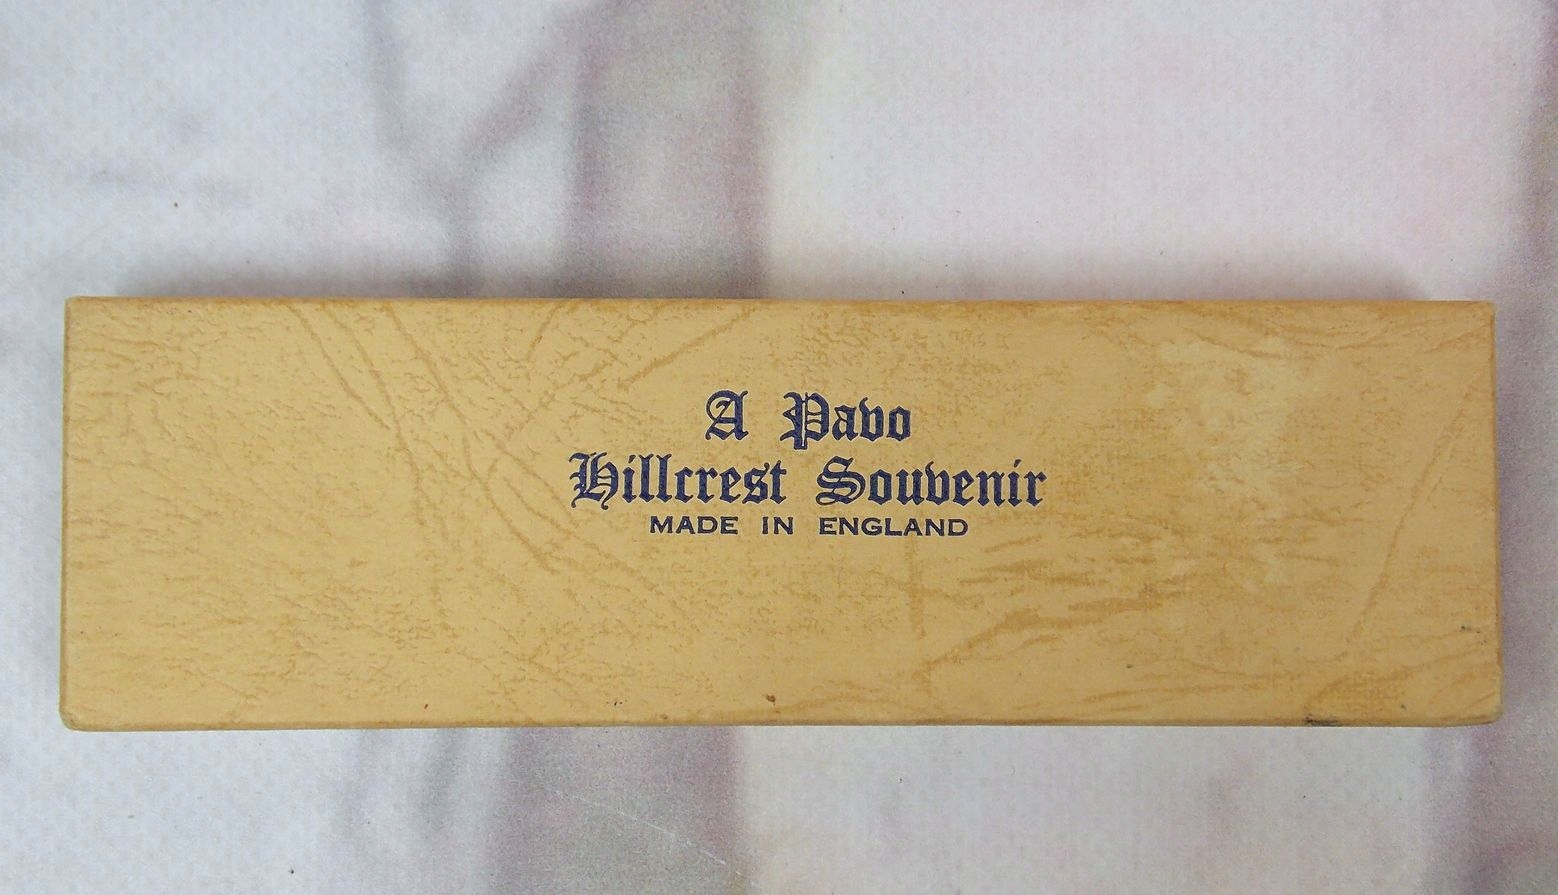 A Pavo
Hillcrest Souvenir
MADE IN ENGLAND